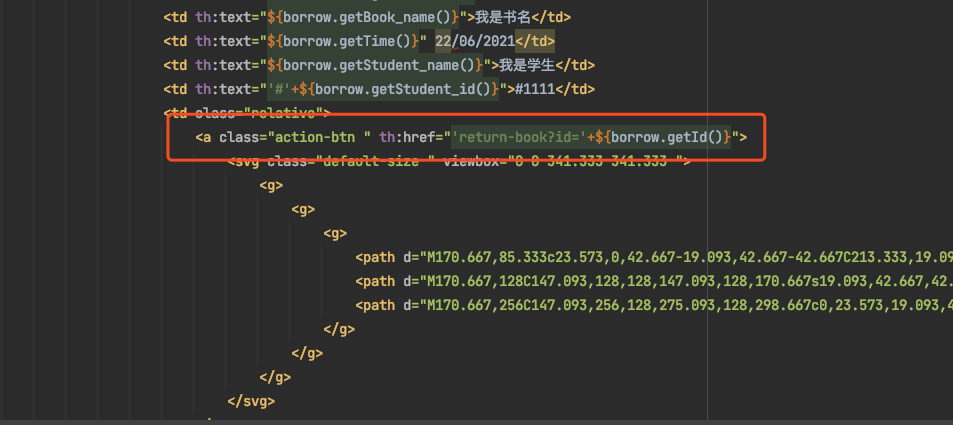 <td th:text="${borrow.getBook_name()}">我是书名</td>
<td th:text="${borrow.getTime()}" 22/06/2021</td>
<td th:text="${borrow.getStudent_name()}">我是学生</td>
<td th:text="'#'+${borrow.getStudent_id()}">#1111</td>
<td class="relative">
<a class="action-btn " th:href="'return-book?id='+${borrow.getId()}">
<svg class="default-size " viewbox="0 0 341.333 341.333 ">
<g>
<g>
<g>
<path d="M170.667,85.333c23.573,0,42.667-19.093,42.667-42.667C213.333,19.09
<path d="M170.667,128C147.093,128,128,147.093,128,170.667s19.093,42.667,42.
<path d="M170.667,256C147.093,256,128,275.093,128,298.667c0,23.573,19.093,4
</g>
</g>
</g>
</svg>